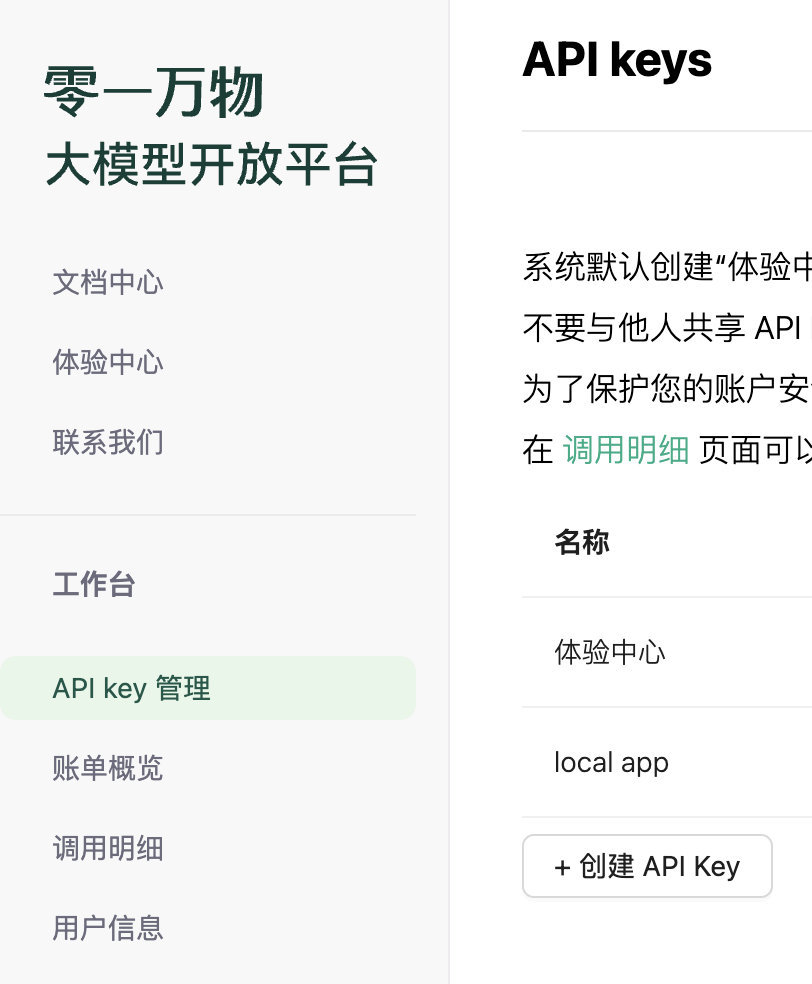 零一万物
大模型开放平台
文档中心
体验中心
联系我们
工作台
API key 管理
账单概览
调用明细
用户信息
API keys
系统默认创建“体验中
不要与他人共享 API
为了保护您的账户安
在 调用明细 页面可以
名称
体验中心
local app
+ 创建 API Key